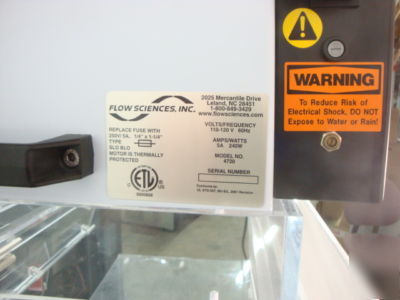 FLOW SCIENCES, INC.
2025 Mercantile Drive
Leland, NC 28451
1-800-849-3429
www.flowsciences.com
REPLACE FUSE WITH
250V/ 5A, 1/4" x 1-1/4"
TYPE
SLO BLO
MOTOR IS THERMALLY
PROTECTED
VOLTS/FREQUENCY
110-120 V 60Hz
AMPS/WATTS
5A 240W
MODEL NO.
4720
SERIAL NUMBER
ETL
WARNING
To Reduce Risk of
Electrical Shock, DO NOT
Expose to Water or Rain!